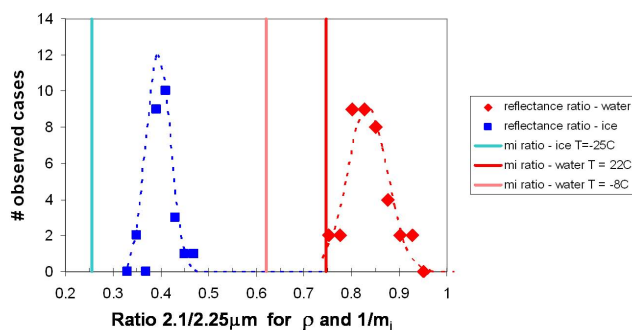 14
12
10
8
6
4
2
0
# observed cases
0.2 0.3 0.4 0.5 0.6 0.7 0.8 0.9 1
Ratio 2.1/2.25µm for ρ and 1/mᵢ
reflectance ratio - water
reflectance ratio - ice
mi ratio - ice T=-25C
mi ratio - water T = 22C
mi ratio - water T = -8C